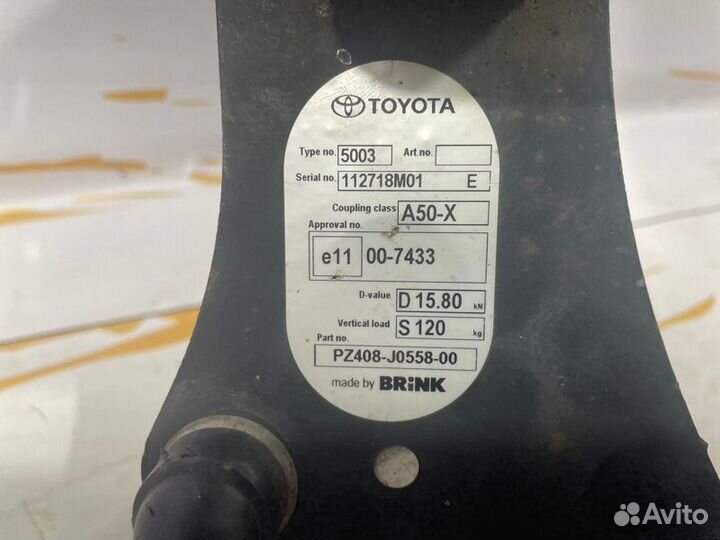 TOYOTA
Type no. 5003 Art.no.
Serial no. 112718M01 E
Coupling class A50-X
Approval no.
e11 00-7433
D-value D 15.80 kN
Vertical load S 120 kg
Part no.
PZ408-J0558-00
made by BRiNK
Avito